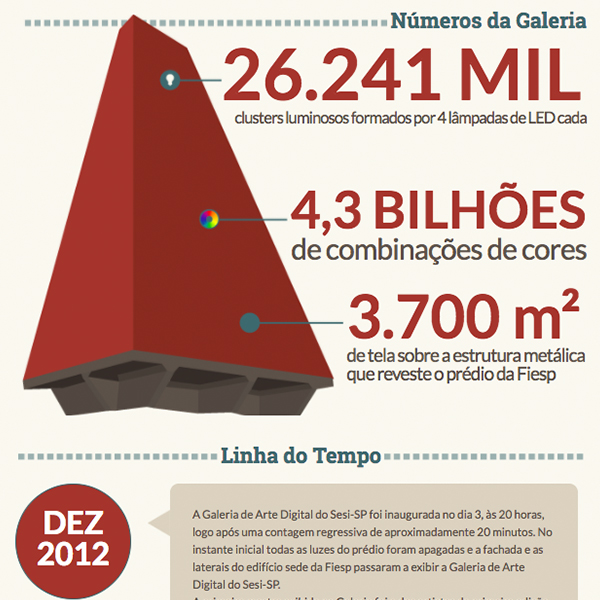 Números da Galeria
26.241 MIL
clusters luminosos formados por 4 lâmpadas de LED cada
4,3 BILHÕES
de combinações de cores
3.700 m²
de tela sobre a estrutura metálica
que reveste o prédio da Fiesp
Linha do Tempo
DEZ
2012
A Galeria de Arte Digital do Sesi-SP foi inaugurada no dia 3, às 20 horas,
logo após uma contagem regressiva de aproximadamente 20 minutos. No
instante inicial todas as luzes do prédio foram apagadas e a fachada e as
laterais do edifício sede da Fiesp passaram a exibir a Galeria de Arte
Digital do Sesi-SP.